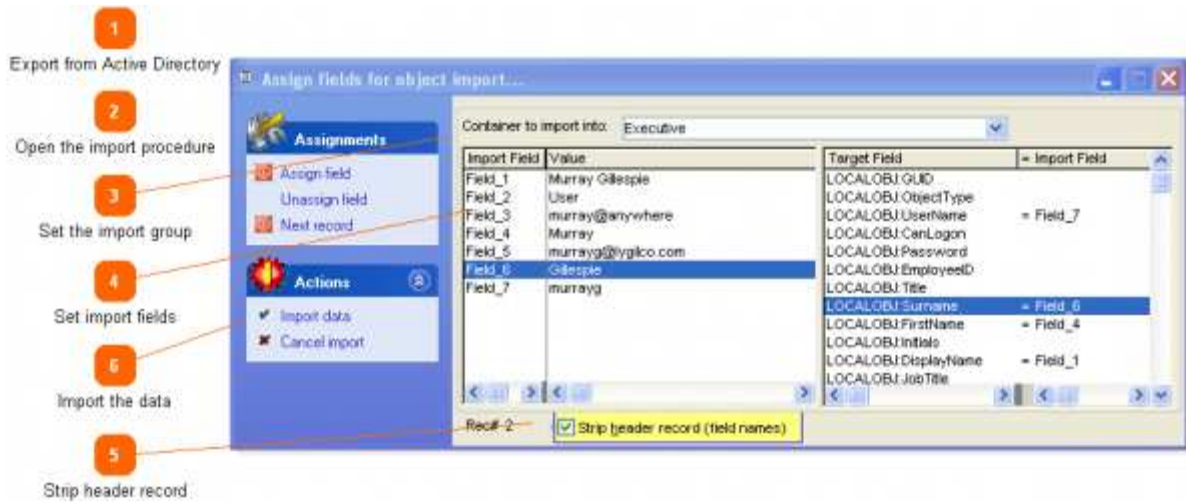 1
Export from Active Directory
2
Open the import procedure
3
Set the import group
4
Set import fields
6
Import the data
5
Strip header record
Assign fields for object import...
Assignments
Assign field
Unassign field
Next record
Actions
Import data
Cancel import
Container to import into: Executive
Import Field Value
Field_1 Murray Gillespie
Field_2 User
Field_3 murray@anywhere
Field_4 Murray
Field_5 murrayg@lygilco.com
Field_6 Gillespie
Field_7 murrayg
Target Field = Import Field
LOCALOBJ:GUID
LOCALOBJ:ObjectType
LOCALOBJ:UserName = Field_7
LOCALOBJ:CanLogon
LOCALOBJ:Password
LOCALOBJ:EmployeeID
LOCALOBJ:Title
LOCALOBJ:Surname = Field_6
LOCALOBJ:FirstName = Field_4
LOCALOBJ:Initials
LOCALOBJ:DisplayName = Field_1
LOCALOBJ:JobTitle
Rec# 2
Strip header record (field names)